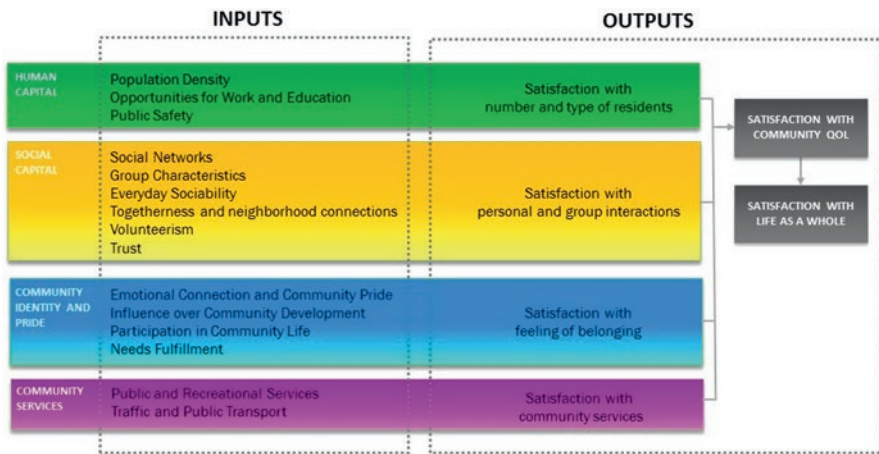 INPUTS
OUTPUTS
HUMAN
CAPITAL
Population Density
Opportunities for Work and Education
Public Safety
Satisfaction with
number and type of residents
SOCIAL
CAPITAL
Social Networks
Group Characteristics
Everyday Sociability
Togetherness and neighborhood connections
Volunteerism
Trust
Satisfaction with
personal and group interactions
COMMUNITY
IDENTITY AND
PRIDE
Emotional Connection and Community Pride
Influence over Community Development
Participation in Community Life
Needs Fulfillment
Satisfaction with
feeling of belonging
COMMUNITY
SERVICES
Public and Recreational Services
Traffic and Public Transport
Satisfaction with
community services
SATISFACTION WITH
COMMUNITY QOL
SATISFACTION WITH
LIFE AS A WHOLE